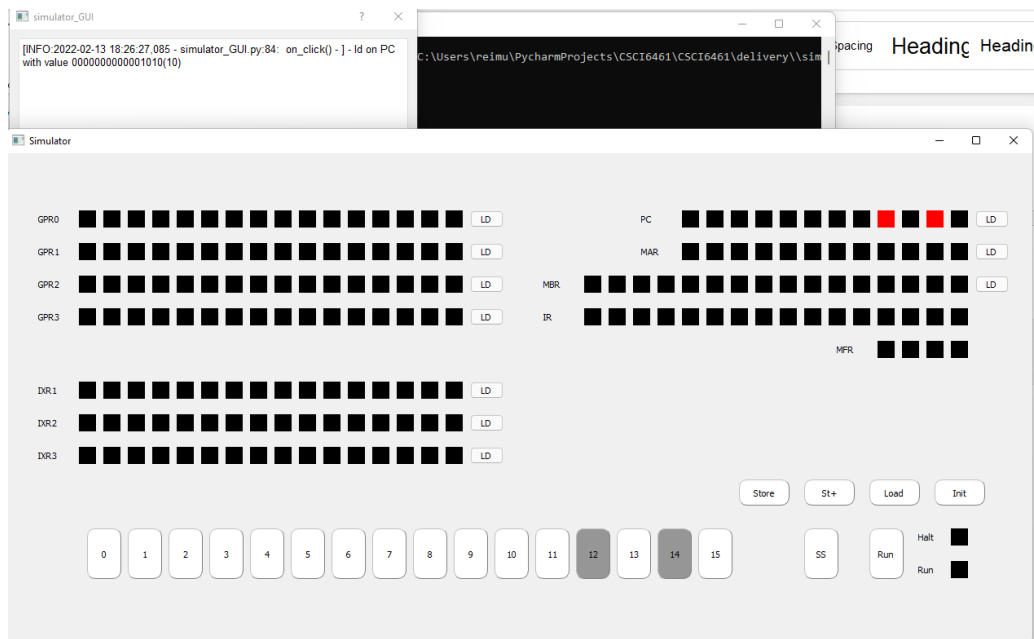 simulator_GUI
[INFO:2022-02-13 18:26:27,085 - simulator_GUI.py:84: on_click() - ] - ld on PC
with value 0000000000001010(10)
C:\Users\reimu\PycharmProjects\CSCI6461\CSCI6461\delivery\\sim
Spacing Heading Headin
Simulator
GPR0 LD PC LD
GPR1 LD MAR LD
GPR2 LD MBR LD
GPR3 LD IR
MFR
IXR1 LD
IXR2 LD
IXR3 LD
Store St+ Load Init
0 1 2 3 4 5 6 7 8 9 10 11 12 13 14 15 SS Run
Halt
Run